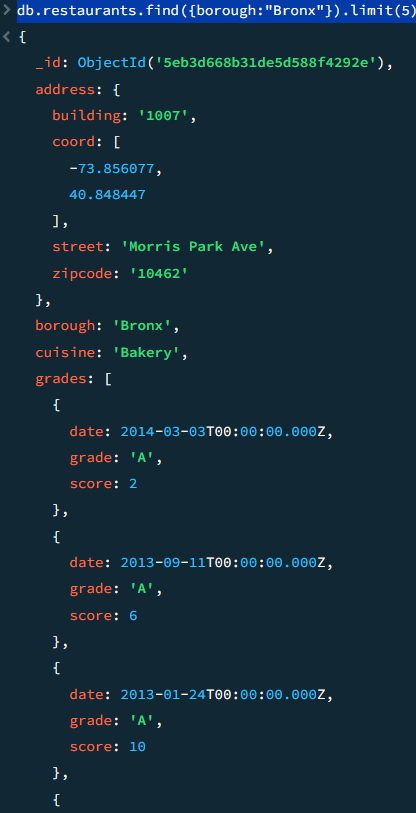 > db.restaurants.find({borough:"Bronx"}).limit(5)
< {
_id: ObjectId('5eb3d668b31de5d588f4292e'),
address: {
building: '1007',
coord: [
-73.856077,
40.848447
],
street: 'Morris Park Ave',
zipcode: '10462'
},
borough: 'Bronx',
cuisine: 'Bakery',
grades: [
{
date: 2014-03-03T00:00:00.000Z,
grade: 'A',
score: 2
},
{
date: 2013-09-11T00:00:00.000Z,
grade: 'A',
score: 6
},
{
date: 2013-01-24T00:00:00.000Z,
grade: 'A',
score: 10
},
{